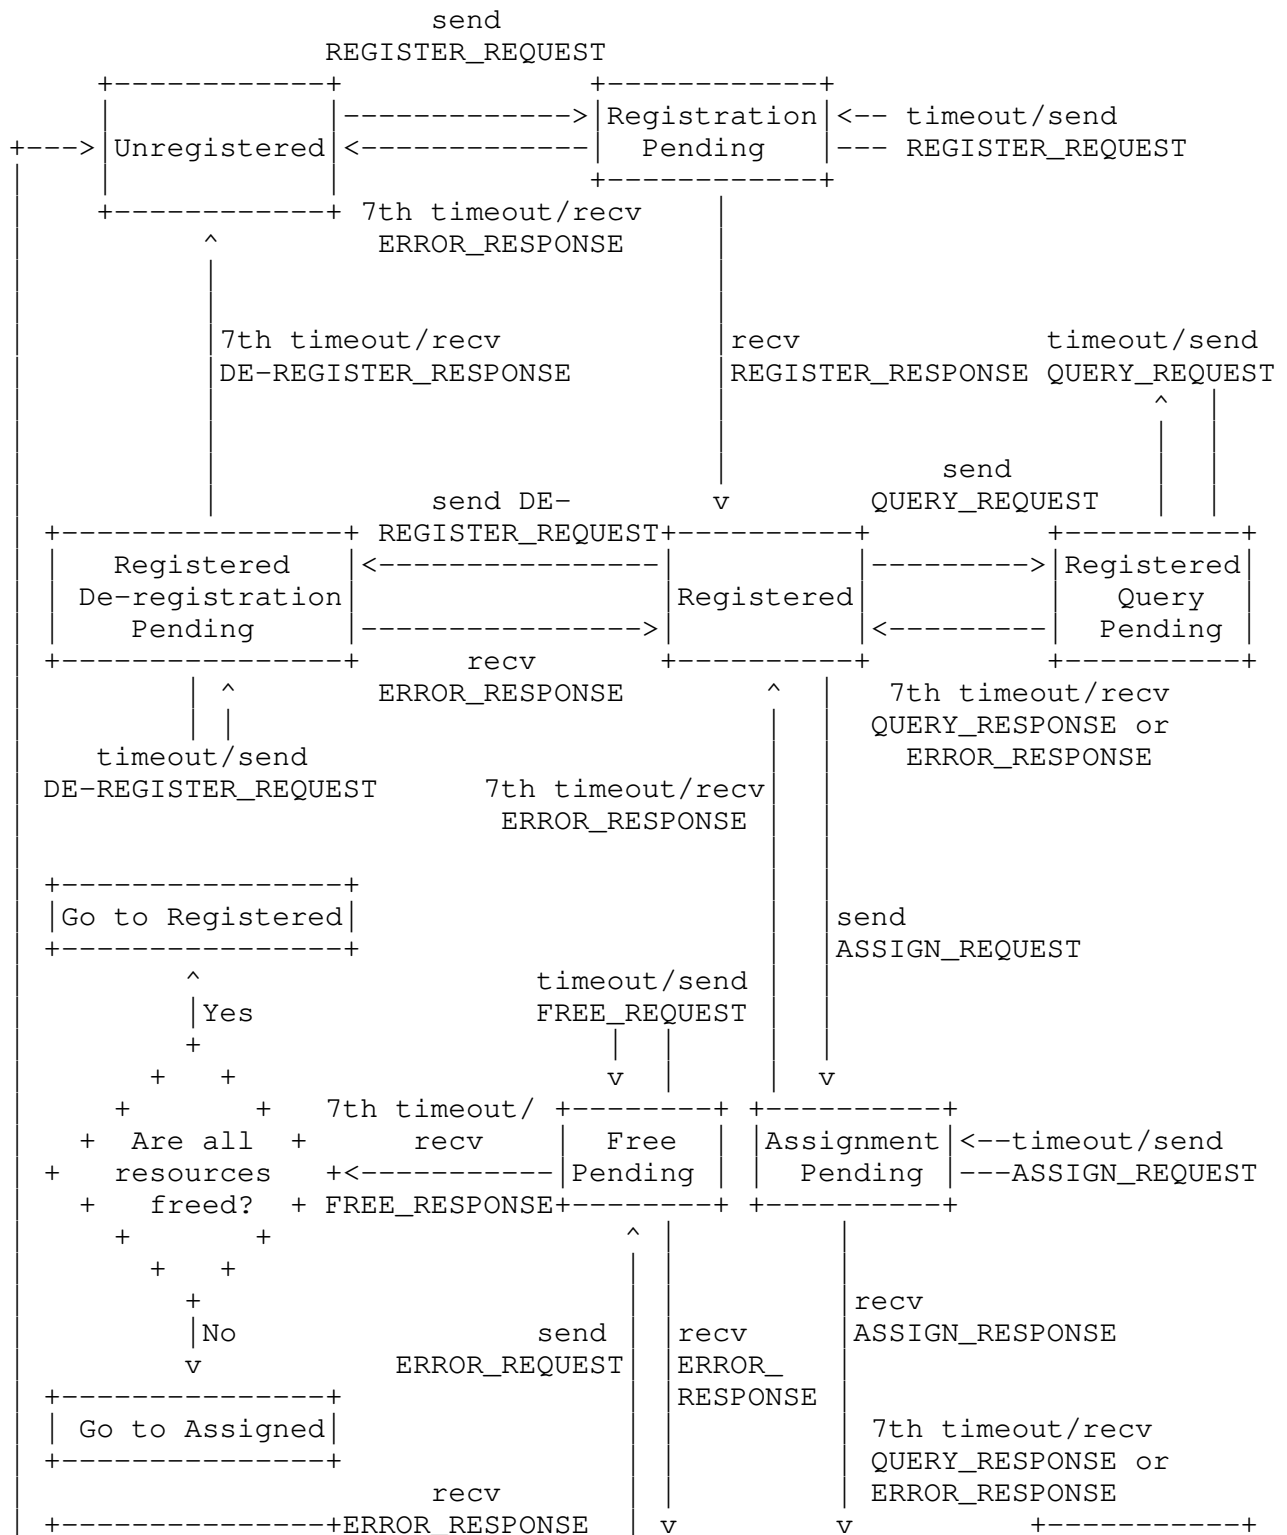 send
REGISTER_REQUEST
Unregistered
Registration
Pending
timeout/send
REGISTER_REQUEST
7th timeout/recv
ERROR_RESPONSE
7th timeout/recv
DE-REGISTER_RESPONSE
recv
REGISTER_RESPONSE
timeout/send
QUERY_REQUEST
send DE-
REGISTER_REQUEST
send
QUERY_REQUEST
Registered
De-registration
Pending
Registered
Registered
Query
Pending
recv
ERROR_RESPONSE
7th timeout/recv
QUERY_RESPONSE or
ERROR_RESPONSE
timeout/send
DE-REGISTER_REQUEST
7th timeout/recv
ERROR_RESPONSE
Go to Registered
send
ASSIGN_REQUEST
Yes
timeout/send
FREE_REQUEST
Are all
resources
freed?
7th timeout/
recv
FREE_RESPONSE
Free
Pending
Assignment
Pending
timeout/send
ASSIGN_REQUEST
No
send
ERROR_REQUEST
recv
ERROR_
RESPONSE
recv
ASSIGN_RESPONSE
Go to Assigned
7th timeout/recv
QUERY_RESPONSE or
ERROR_RESPONSE
recv
ERROR_RESPONSE